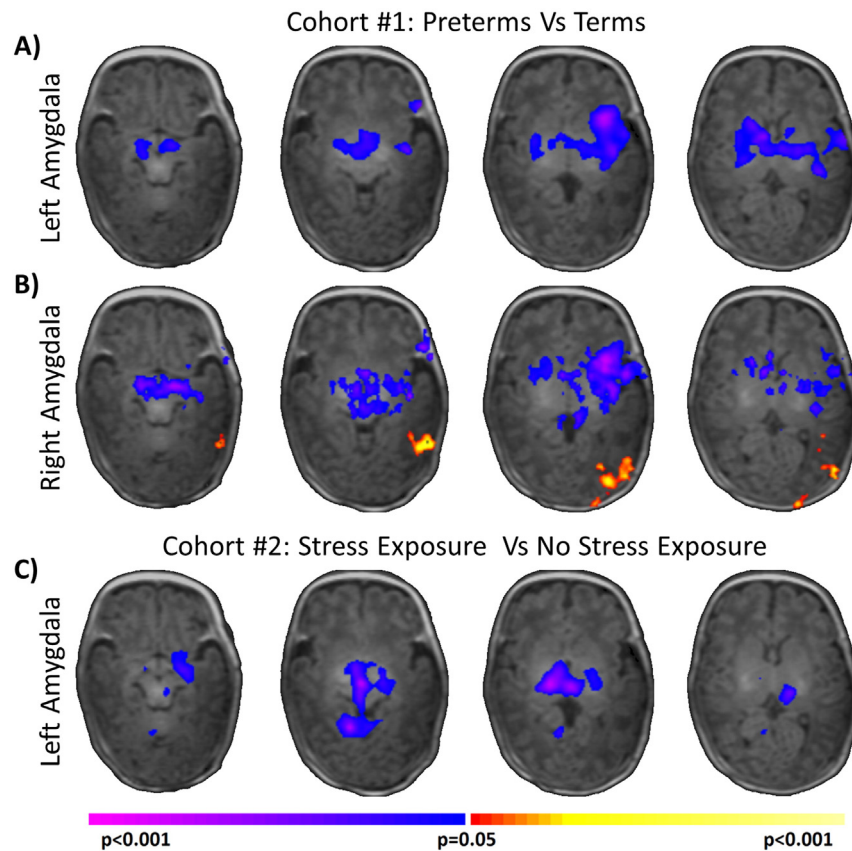 Cohort #1: Preterms Vs Terms
A)
Left Amygdala
B)
Right Amygdala
Cohort #2: Stress Exposure Vs No Stress Exposure
C)
Left Amygdala
p<0.001
p=0.05
p<0.001